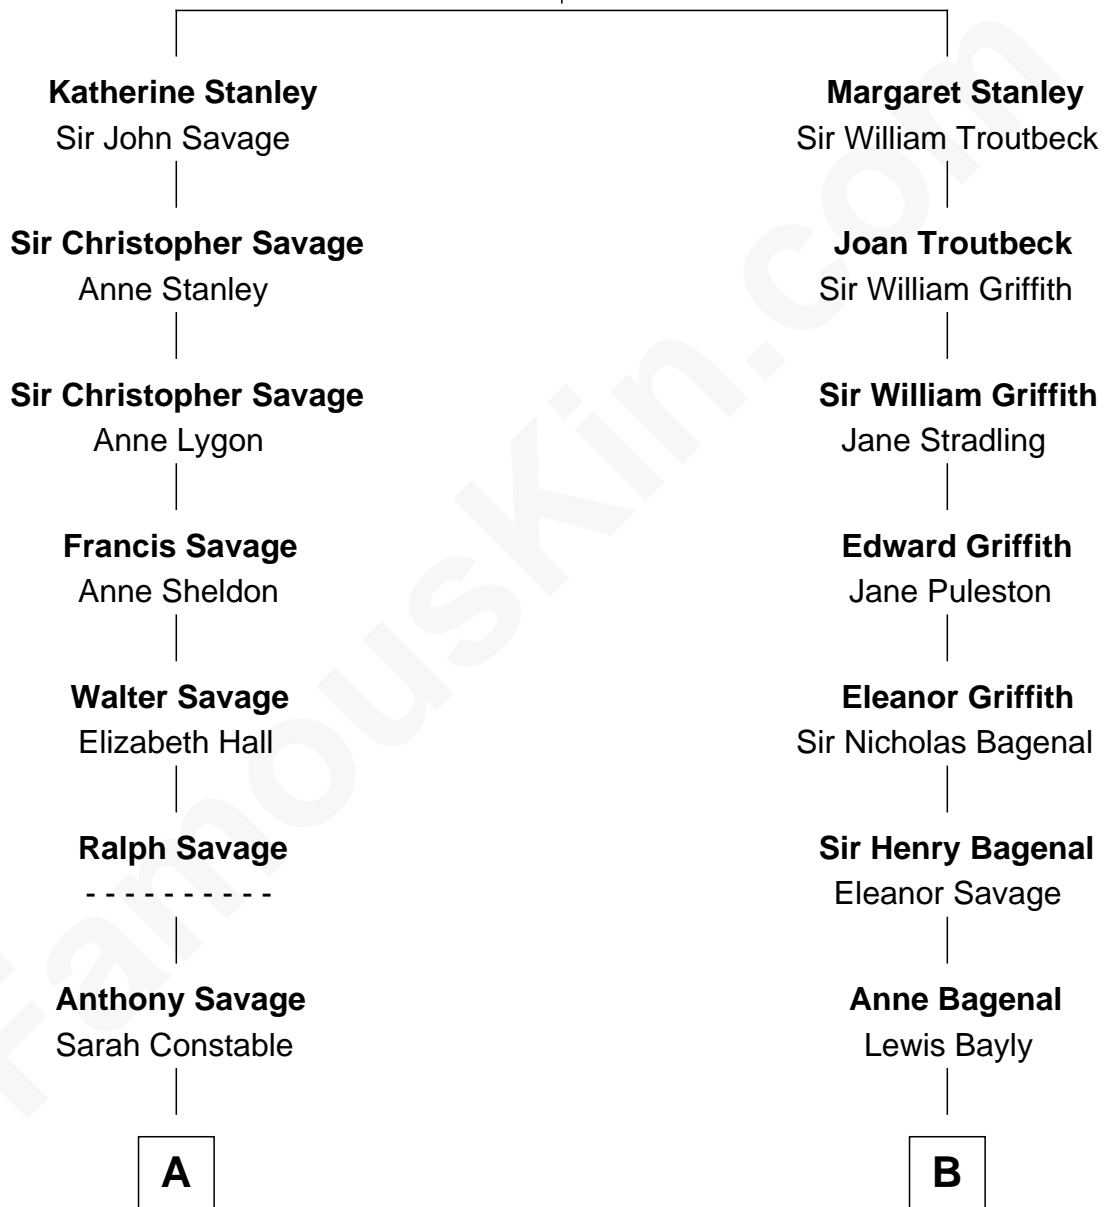 Katherine Stanley
Sir John Savage
Margaret Stanley
Sir William Troutbeck
Sir Christopher Savage
Anne Stanley
Joan Troutbeck
Sir William Griffith
Sir Christopher Savage
Anne Lygon
Sir William Griffith
Jane Stradling
Francis Savage
Anne Sheldon
Edward Griffith
Jane Puleston
Walter Savage
Elizabeth Hall
Eleanor Griffith
Sir Nicholas Bagenal
Ralph Savage
- - - - - - - - - -
Sir Henry Bagenal
Eleanor Savage
Anthony Savage
Sarah Constable
Anne Bagenal
Lewis Bayly
A
B
FamousKin.com